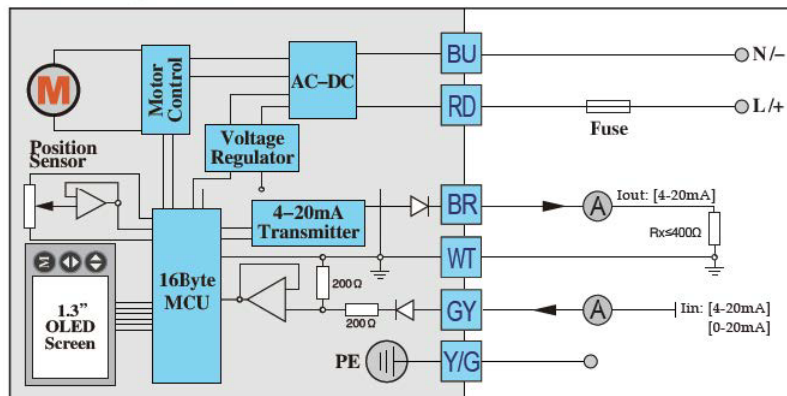 M
Motor
Control
AC-DC
BU
N/-
RD
Fuse
L/+
Position
Sensor
Voltage
Regulator
4-20mA
Transmitter
BR
A
Iout: [4-20mA]
Rx≤400Ω
WT
16Byte
MCU
M
1.3"
OLED
Screen
200Ω
200Ω
GY
A
Iin: [4-20mA]
[0-20mA]
PE
Y/G